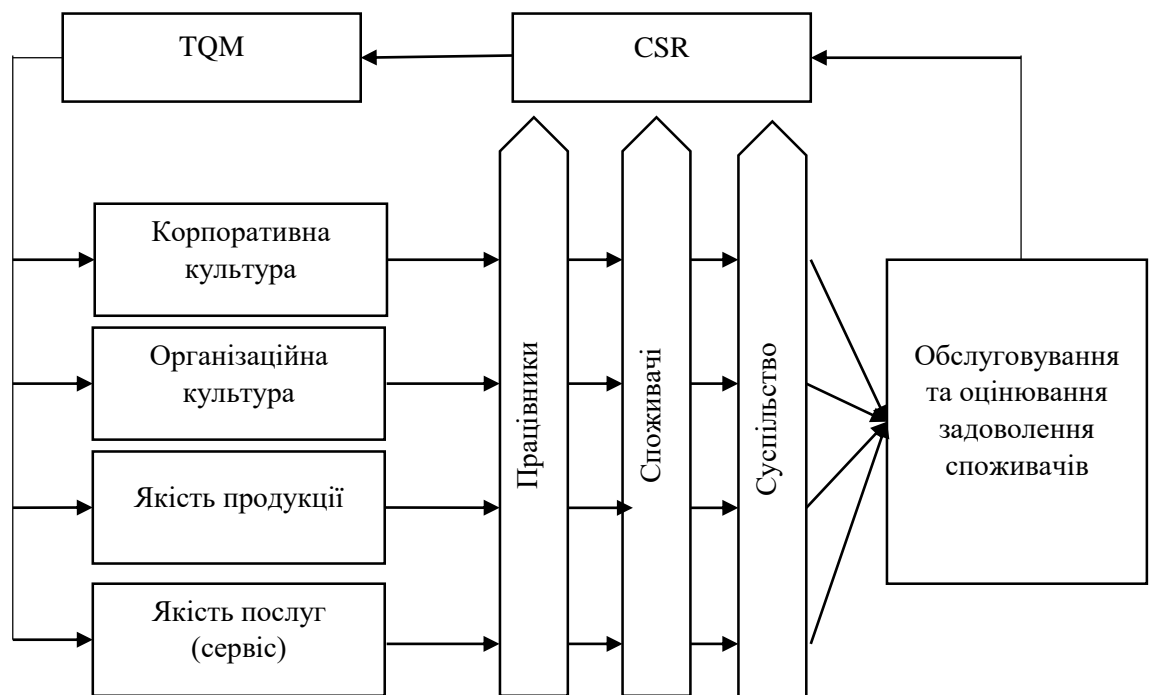 TQM
CSR
Корпоративна
культура
Організаційна
культура
Якість продукції
Якість послуг
(сервіс)
Працівники
Споживачі
Суспільство
Обслуговування
та оцінювання
задоволення
споживачів